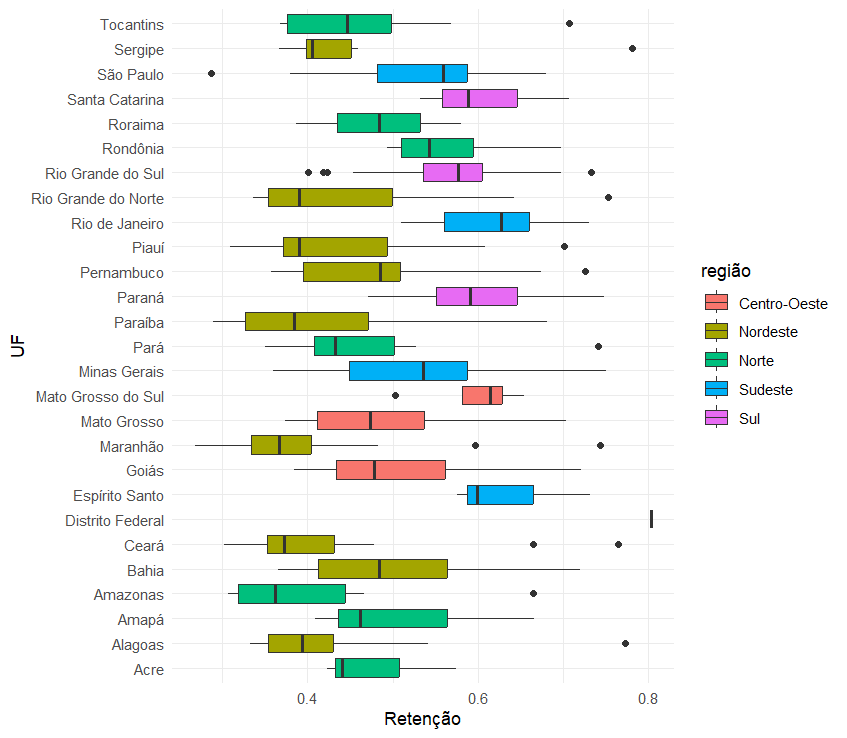 Tocantins
Sergipe
São Paulo
Santa Catarina
Roraima
Rondônia
Rio Grande do Sul
Rio Grande do Norte
Rio de Janeiro
Piauí
Pernambuco
Paraná
Paraíba
Pará
Minas Gerais
Mato Grosso do Sul
Mato Grosso
Maranhão
Goiás
Espírito Santo
Distrito Federal
Ceará
Bahia
Amazonas
Amapá
Alagoas
Acre
UF
0.4 0.6 0.8
Retenção
região
Centro-Oeste
Nordeste
Norte
Sudeste
Sul